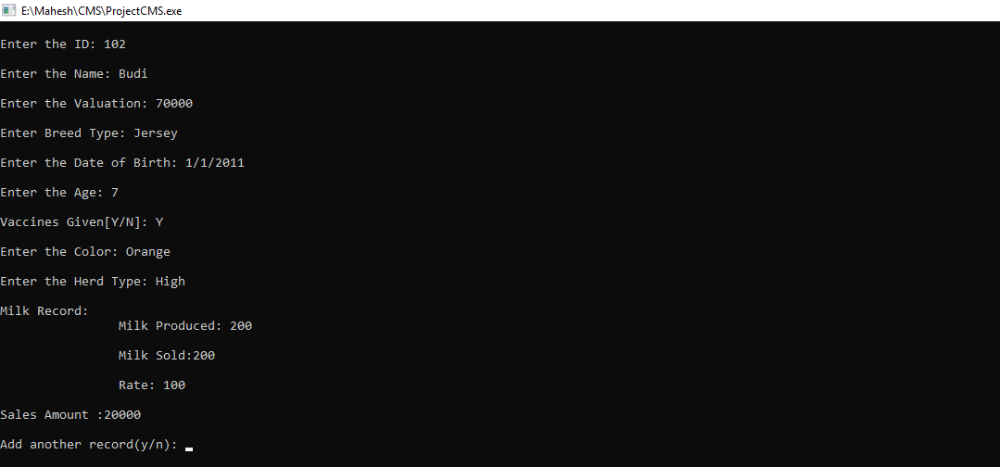 E:\Mahesh\CMS\ProjectCMS.exe
Enter the ID: 102
Enter the Name: Budi
Enter the Valuation: 70000
Enter Breed Type: Jersey
Enter the Date of Birth: 1/1/2011
Enter the Age: 7
Vaccines Given[Y/N]: Y
Enter the Color: Orange
Enter the Herd Type: High
Milk Record:
Milk Produced: 200
Milk Sold:200
Rate: 100
Sales Amount :20000
Add another record(y/n):